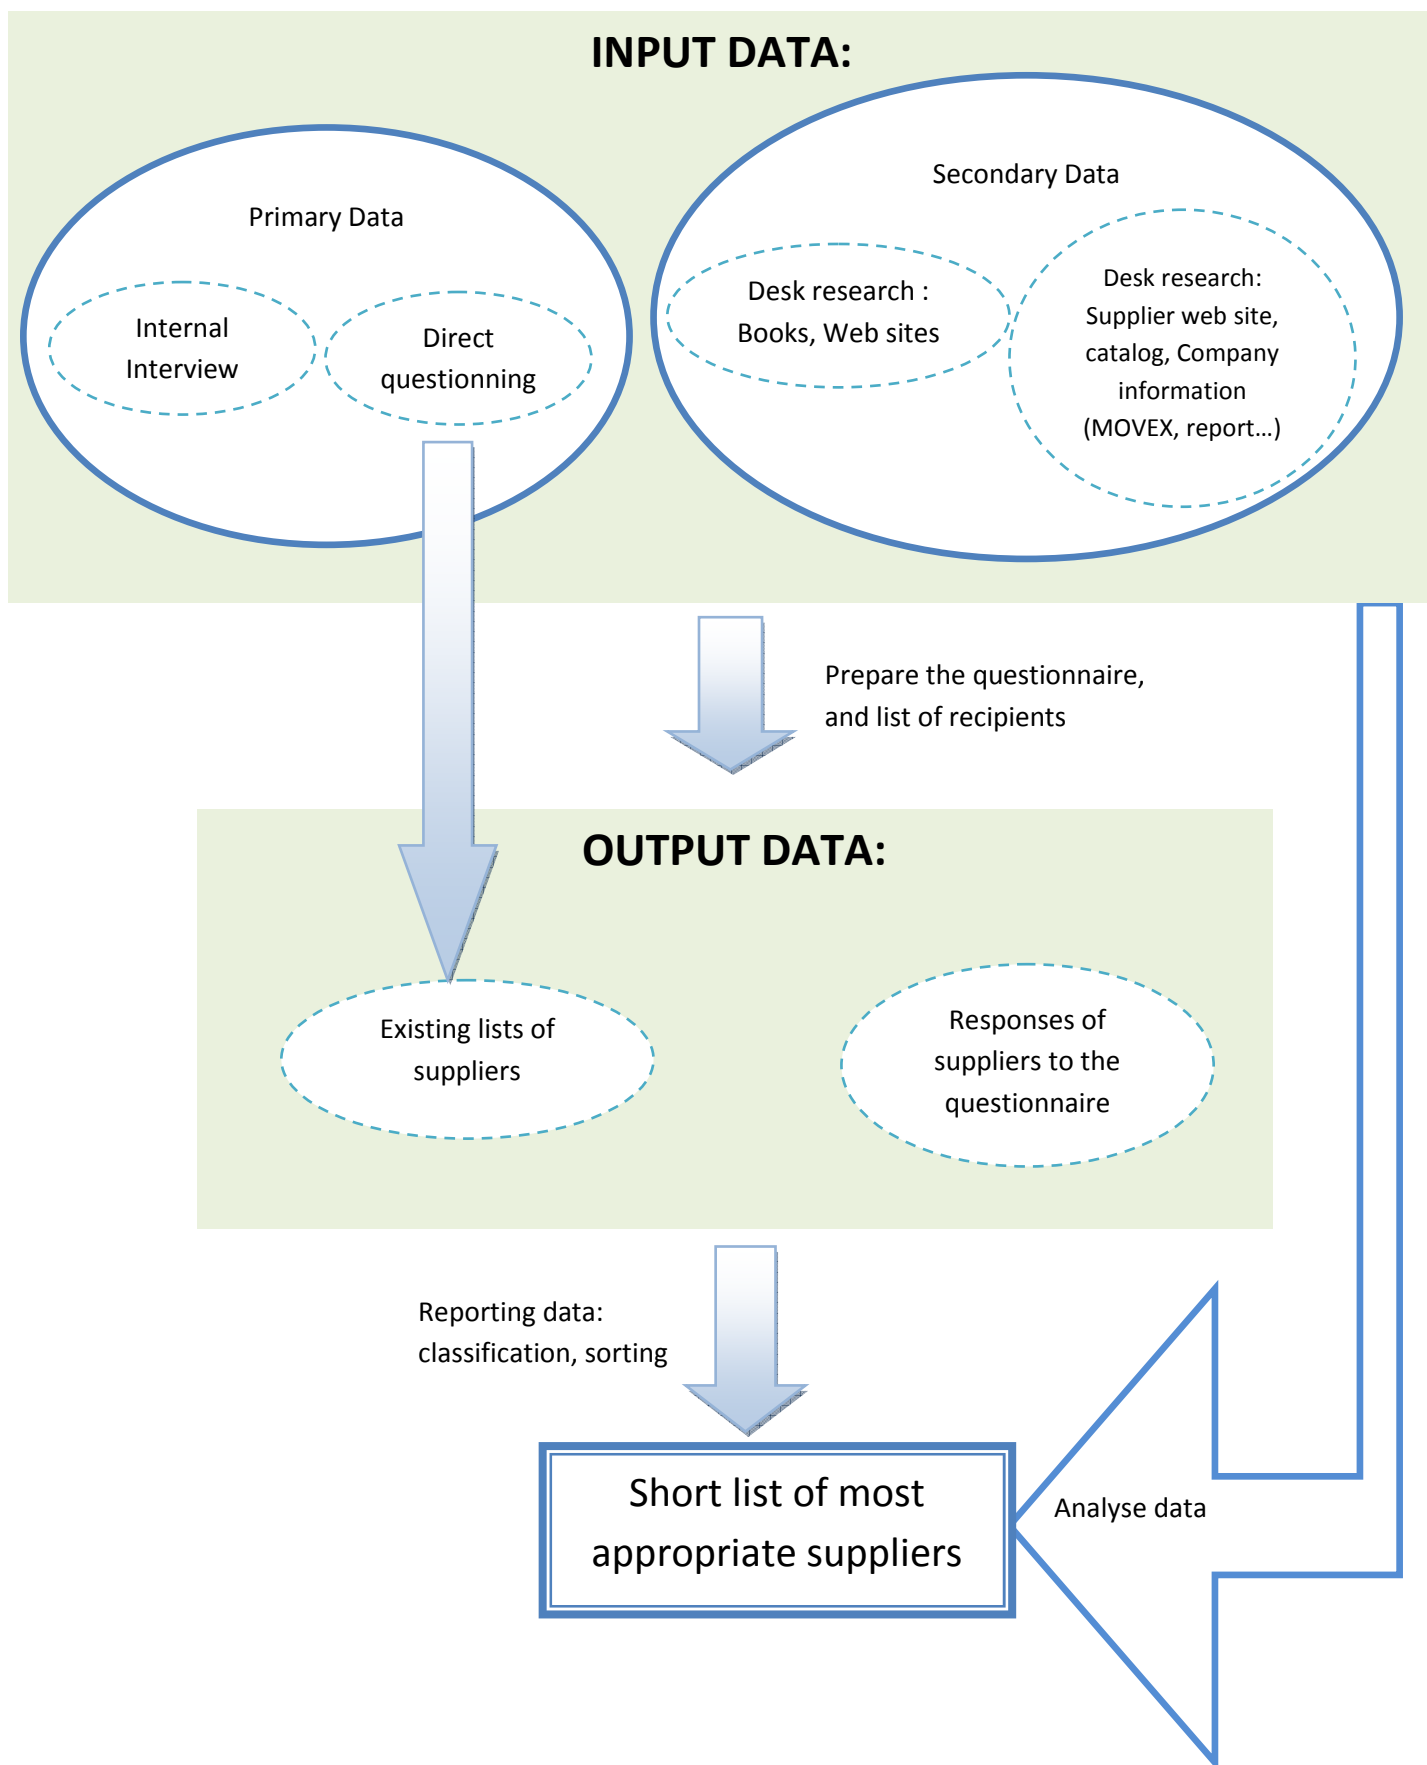 INPUT DATA:
Primary Data
Internal
Interview
Direct
questionning
Secondary Data
Desk research :
Books, Web sites
Desk research:
Supplier web site,
catalog, Company
information
(MOVEX, report…)
Prepare the questionnaire,
and list of recipients
OUTPUT DATA:
Existing lists of
suppliers
Responses of
suppliers to the
questionnaire
Reporting data:
classification, sorting
Short list of most
appropriate suppliers
Analyse data